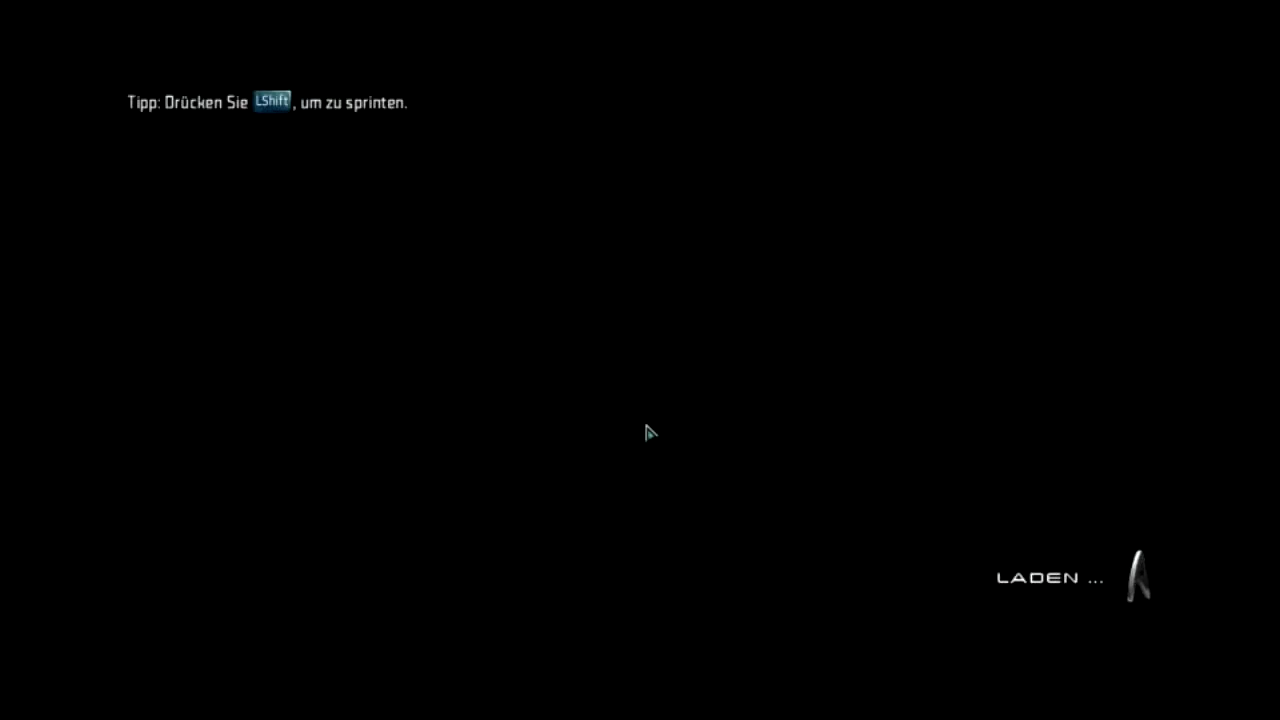 Tipp: Drücken Sie LShift, um zu sprinten.
LADEN ...